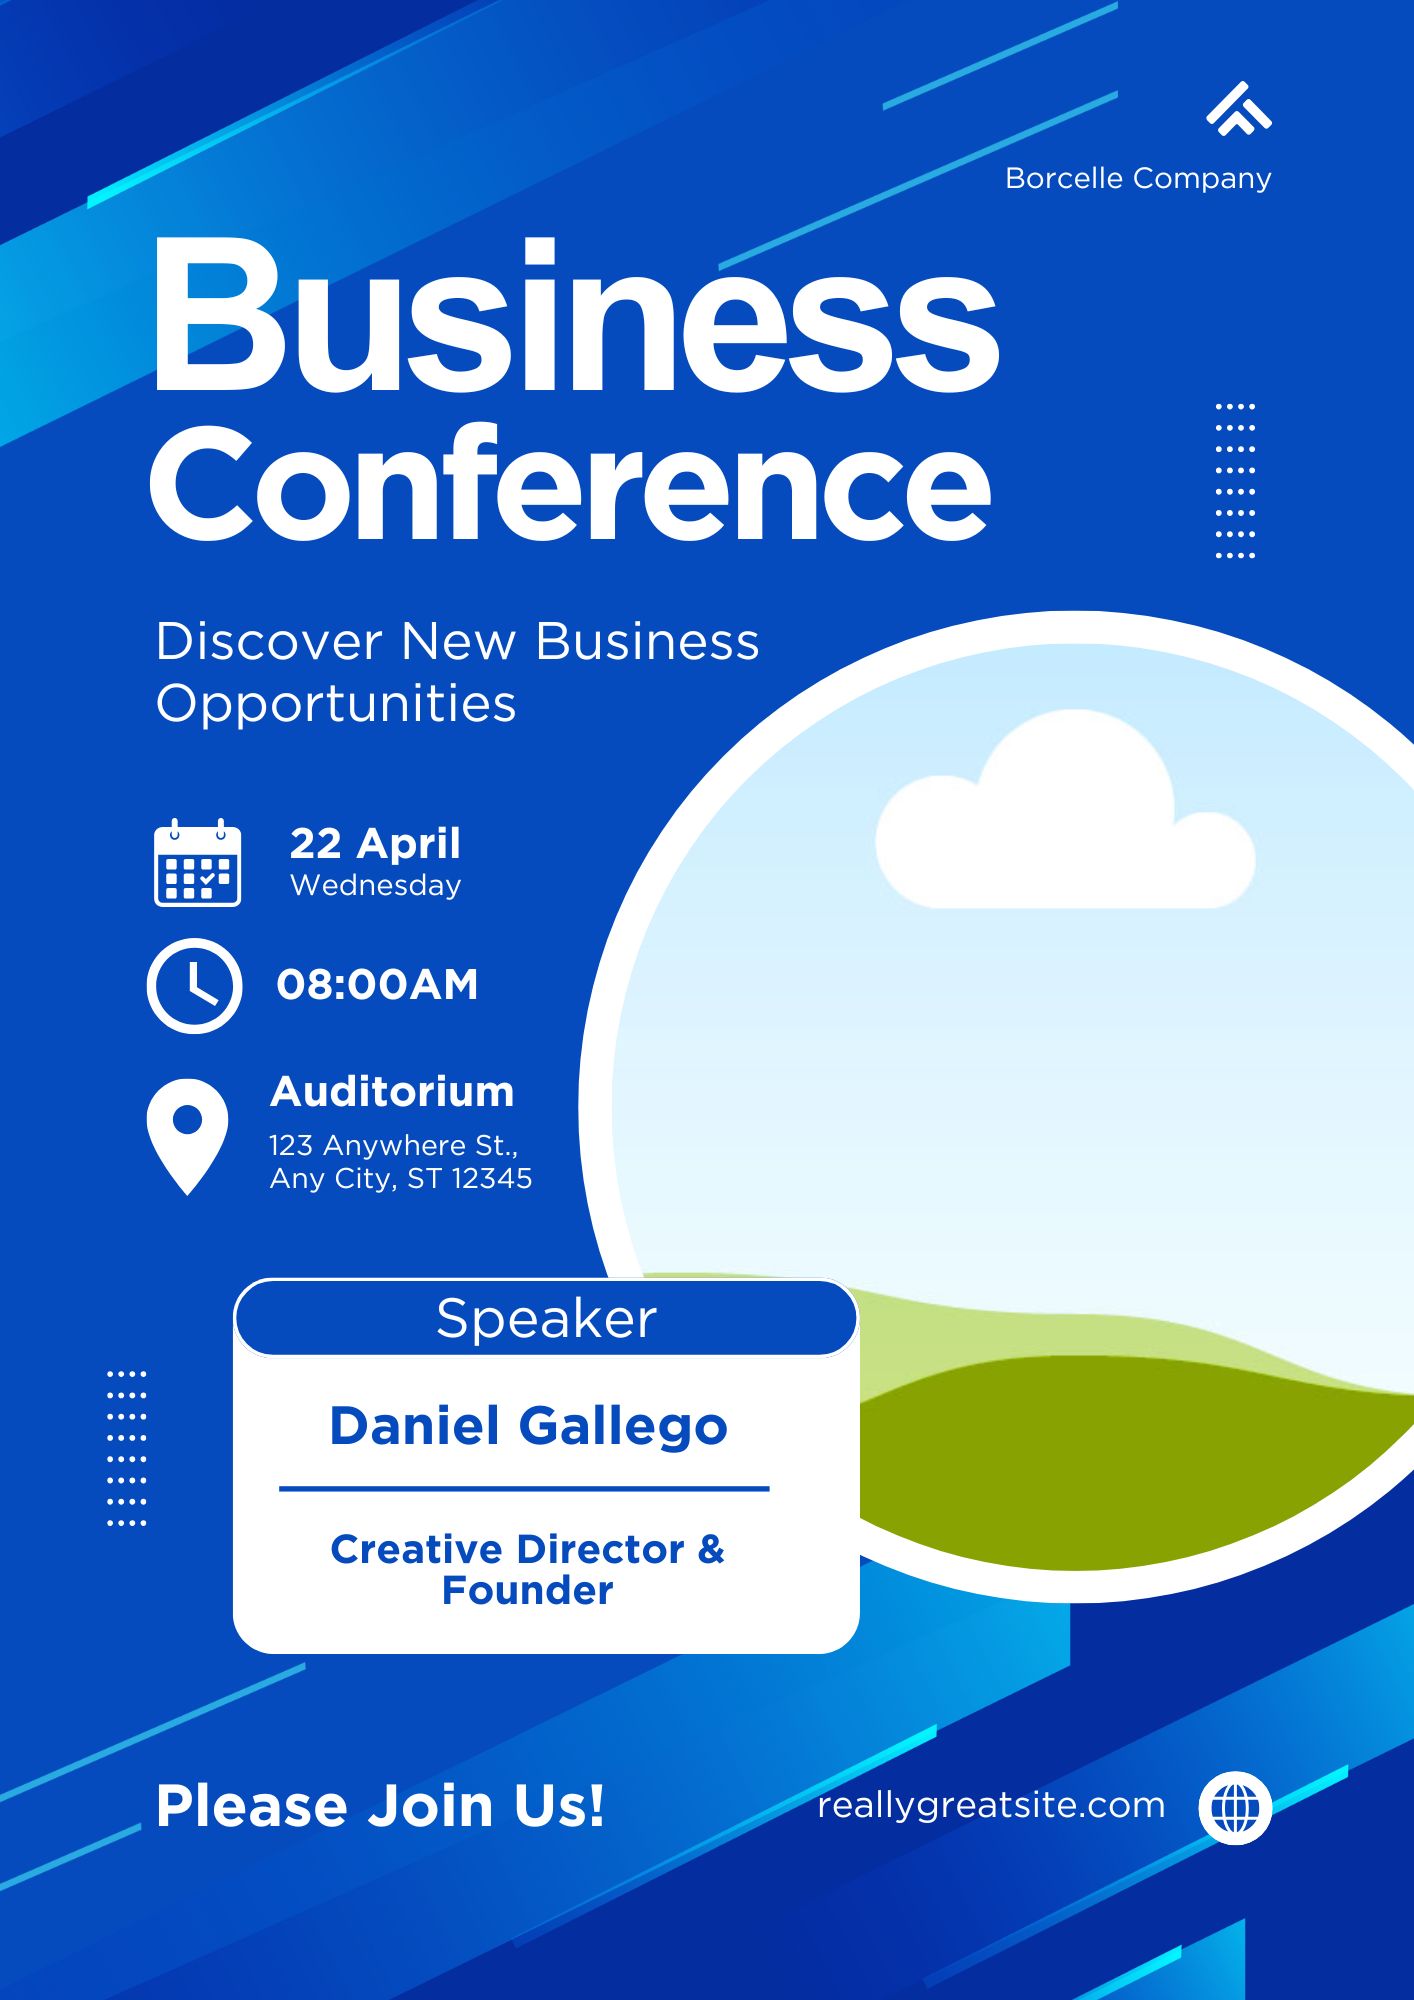 Borcelle Company
Business
Conference
Discover New Business
Opportunities
22 April
Wednesday
08:00AM
Auditorium
123 Anywhere St.,
Any City, ST 12345
Speaker
Daniel Gallego
Creative Director &
Founder
Please Join Us!
reallygreatsite.com